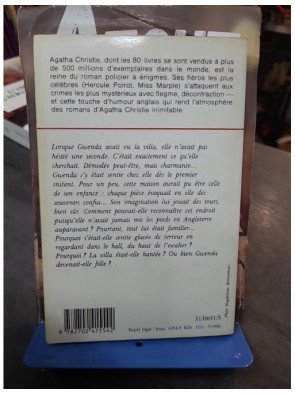 Agatha Christie, dont les 80 livres se sont vendus à plus
de 500 millions d'exemplaires dans le monde, est la
reine du roman policier à énigmes. Ses héros les plus
célèbres (Hercule Poirot, Miss Marple) s'attaquent aux
crimes les plus mystérieux avec flegme, décontraction —
et cette touche d'humour anglais qui rend l'atmosphère
des romans d'Agatha Christie inimitable.
Lorsque Gwenda avait vu la villa, elle n'avait pas
hésité une seconde. C'était exactement ce qu'elle
cherchait. Démodée peut-être, mais charmante...
Gwenda s'y était sentie chez elle dès le premier
instant. Pour un peu, cette maison aurait pu être celle
de son enfance : chaque pièce évoquait en elle des
souvenirs confus... Son imagination lui jouait des tours,
bien sûr. Comment pouvait-elle reconnaître cet endroit
puisqu'elle n'avait jamais mis les pieds en Angleterre
auparavant ? Pourtant, tout lui était familier...
Pourquoi s'était-elle sentie glacée de terreur en
regardant dans le hall, du haut de l'escalier ?
Pourquoi ? La villa était-elle hantée ? Ou bien Gwenda
devenait-elle folle ?
31/0651/5
9 782702 415542
Dépôt légal